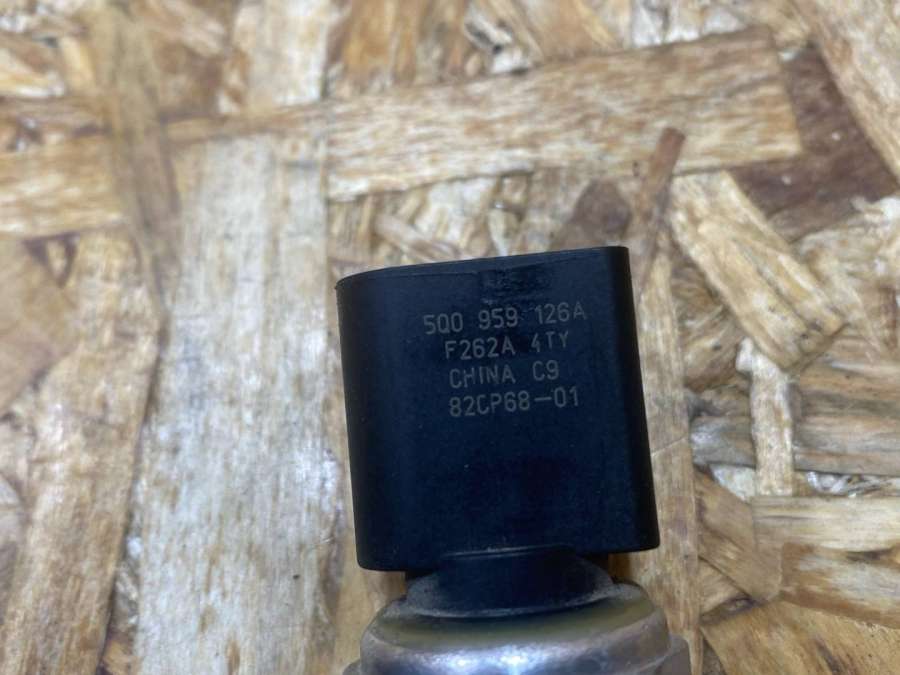 5Q0 959 126A
F262A 4TY
CHINA C9
82CP68-01